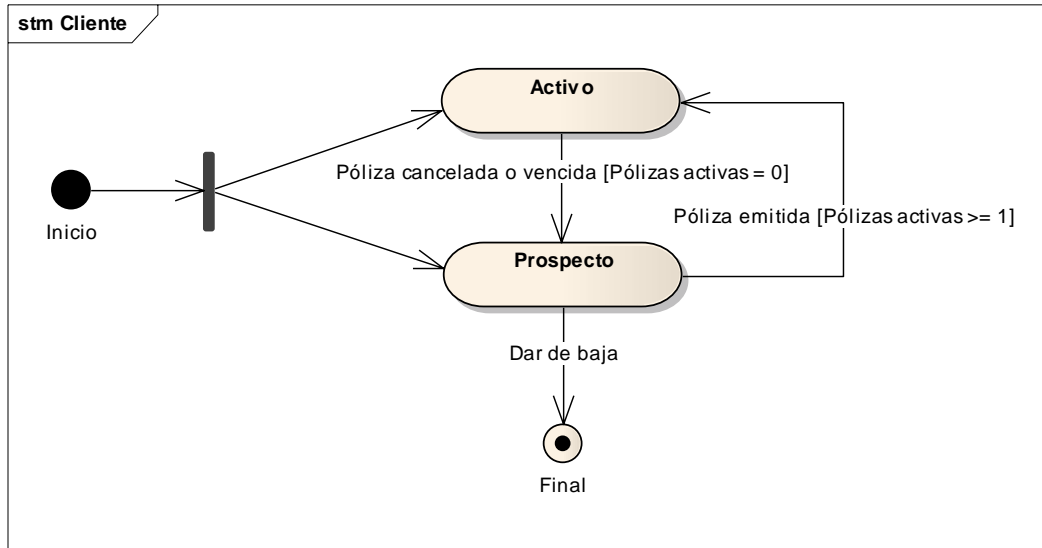 stm Cliente
Activo
Póliza cancelada o vencida [Pólizas activas = 0]
Inicio
Póliza emitida [Pólizas activas >= 1]
Prospecto
Dar de baja
Final